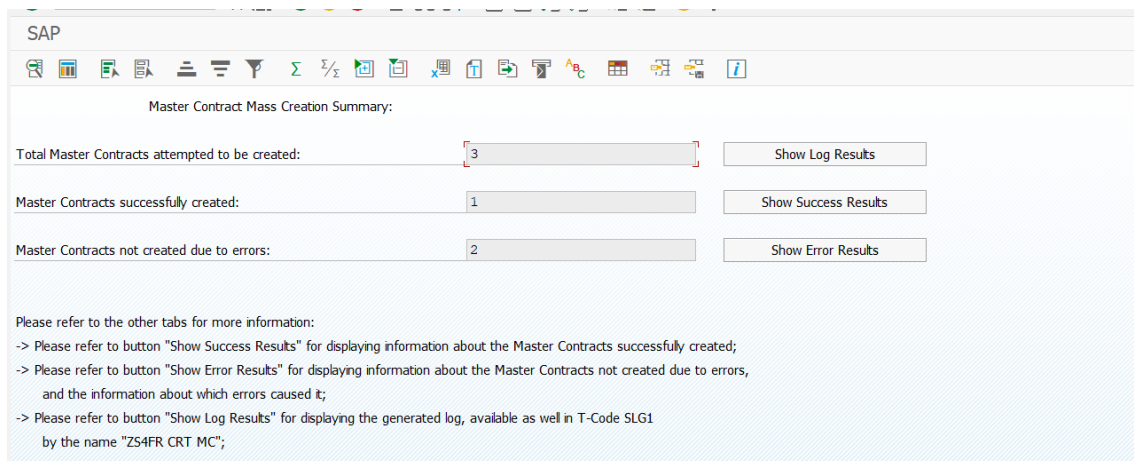 SAP
Master Contract Mass Creation Summary:
Total Master Contracts attempted to be created: 3 Show Log Results
Master Contracts successfully created: 1 Show Success Results
Master Contracts not created due to errors: 2 Show Error Results
Please refer to the other tabs for more information:
-> Please refer to button "Show Success Results" for displaying information about the Master Contracts successfully created;
-> Please refer to button "Show Error Results" for displaying information about the Master Contracts not created due to errors,
and the information about which errors caused it;
-> Please refer to button "Show Log Results" for displaying the generated log, available as well in T-Code SLG1
by the name "ZS4FR CRT MC";